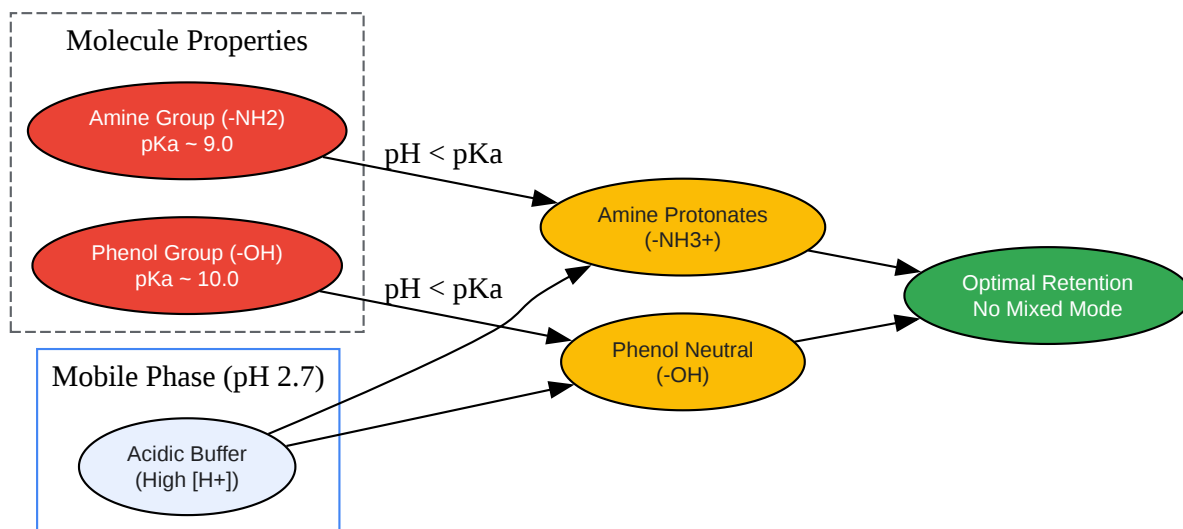 Molecule Properties
Amine Group (-NH2)
pKa ~ 9.0
pH < pKa
Phenol Group (-OH)
pKa ~ 10.0
pH < pKa
Amine Protonates
(-NH3+)
Optimal Retention
No Mixed Mode
Phenol Neutral
(-OH)
Mobile Phase (pH 2.7)
Acidic Buffer
(High [H+])